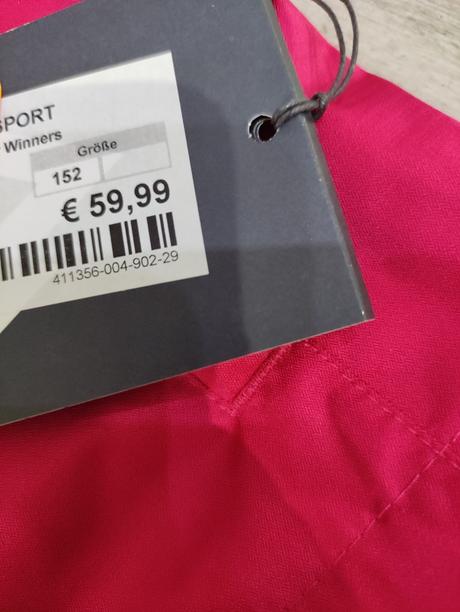 SPORT
Winners
Größe
152
€ 59,99
411356-004-902-29